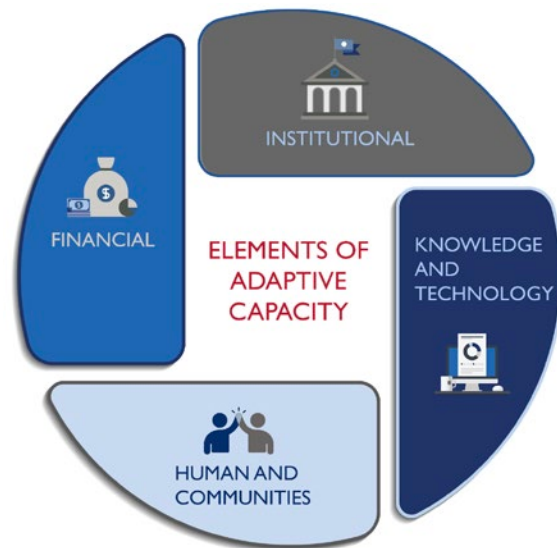 INSTITUTIONAL
$
$
FINANCIAL
KNOWLEDGE
AND
TECHNOLOGY
ELEMENTS OF
ADAPTIVE
CAPACITY
HUMAN AND
COMMUNITIES